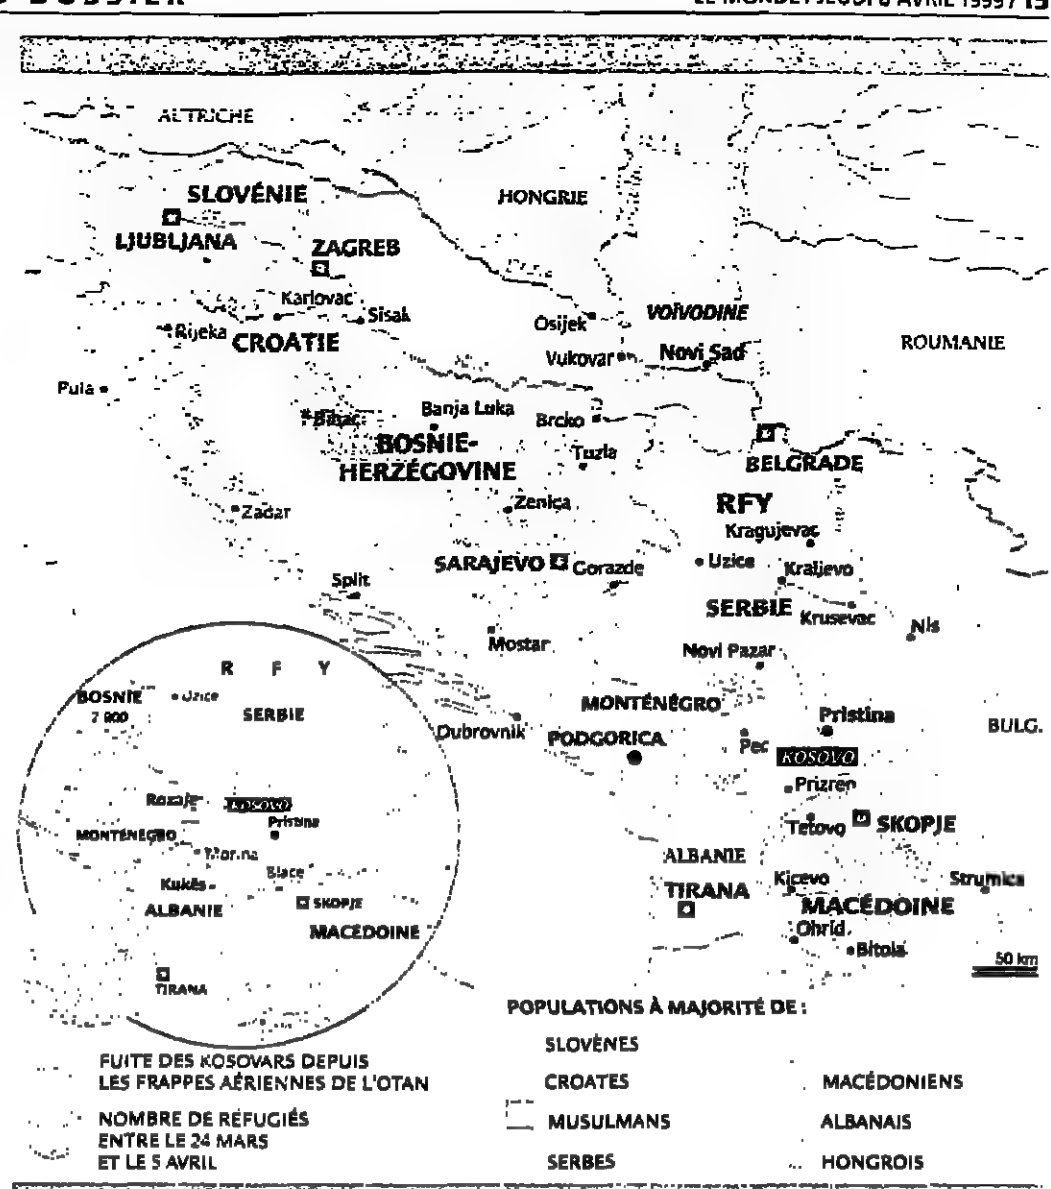 DOSSIER
LE MONDE / JEUDI 8 AVRIL 1999 / 15
AUTRICHE
SLOVÉNIE
HONGRIE
LJUBLJANA
ZAGREB
Karlovac
Sisak
Osijek
VOÏVODINE
Rijeka
CROATIE
ROUMANIE
Vukovar
Novi Sad
Pula
Banja Luka
Bihac
Brcko
BOSNIE-
HERZÉGOVINE
Tuzla
BELGRADE
Zenica
RFY
Zadar
Kragujevac
SARAJEVO
Gorazde
Uzice
Kraljevo
Split
SERBIE
Krusevac
Nis
Mostar
Novi Pazar
MONTÉNÉGRO
Pristina
BULG.
Dubrovnik
PODGORICA
Pec
KOSOVO
Prizren
Tetovo
SKOPJE
ALBANIE
Kicevo
Strumica
TIRANA
MACÉDOINE
Ohrid
Bitola
50 km
R F Y
BOSNIE
7 900
Uzice
SERBIE
Rozaje
KOSOVO
Pristina
MONTÉNÉGRO
Morina
Blace
Kukës
SKOPJE
ALBANIE
MACÉDOINE
TIRANA
FUITE DES KOSOVARS DEPUIS
LES FRAPPES AÉRIENNES DE L'OTAN
NOMBRE DE RÉFUGIÉS
ENTRE LE 24 MARS
ET LE 5 AVRIL
POPULATIONS À MAJORITÉ DE :
SLOVÈNES
CROATES
MUSULMANS
SERBES
MACÉDONIENS
ALBANAIS
HONGROIS